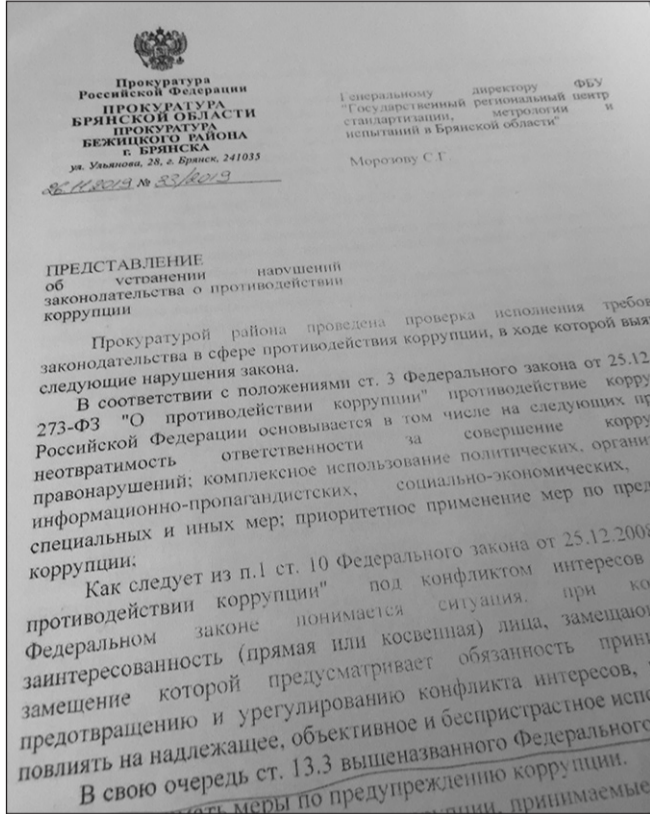 Прокуратура
Российской Федерации
ПРОКУРАТУРА
БРЯНСКОЙ ОБЛАСТИ
ПРОКУРАТУРА
БЕЖИЦКОГО РАЙОНА
г. БРЯНСКА
ул. Ульянова, 28, г. Брянск, 241035
26.11.2019 № 33/2019
Генеральному директору ФБУ
"Государственный региональный центр
стандартизации, метрологии и
испытаний в Брянской области"
Морозову С.Г.
ПРЕДСТАВЛЕНИЕ
об устранении нарушений
законодательства о противодействии
коррупции
Прокуратурой района проведена проверка исполнения требов
законодательства в сфере противодействия коррупции, в ходе которой выя
следующие нарушения закона.
В соответствии с положениями ст. 3 Федерального закона от 25.12
273-ФЗ "О противодействии коррупции" противодействие корру
Российской Федерации основывается в том числе на следующих пр
неотвратимость ответственности за совершение корру
правонарушений; комплексное использование политических, органи
информационно-пропагандистских, социально-экономических,
специальных и иных мер; приоритетное применение мер по пред
коррупции;
Как следует из п.1 ст. 10 Федерального закона от 25.12.2008
противодействии коррупции" под конфликтом интересов
Федеральном законе понимается ситуация, при ко
заинтересованность (прямая или косвенная) лица, замещаю
замещение которой предусматривает обязанность прини
предотвращению и урегулированию конфликта интересов,
повлиять на надлежащее, объективное и беспристрастное испо
В свою очередь ст. 13.3 вышеназванного Федерального
меры по предупреждению коррупции.
принимаемые